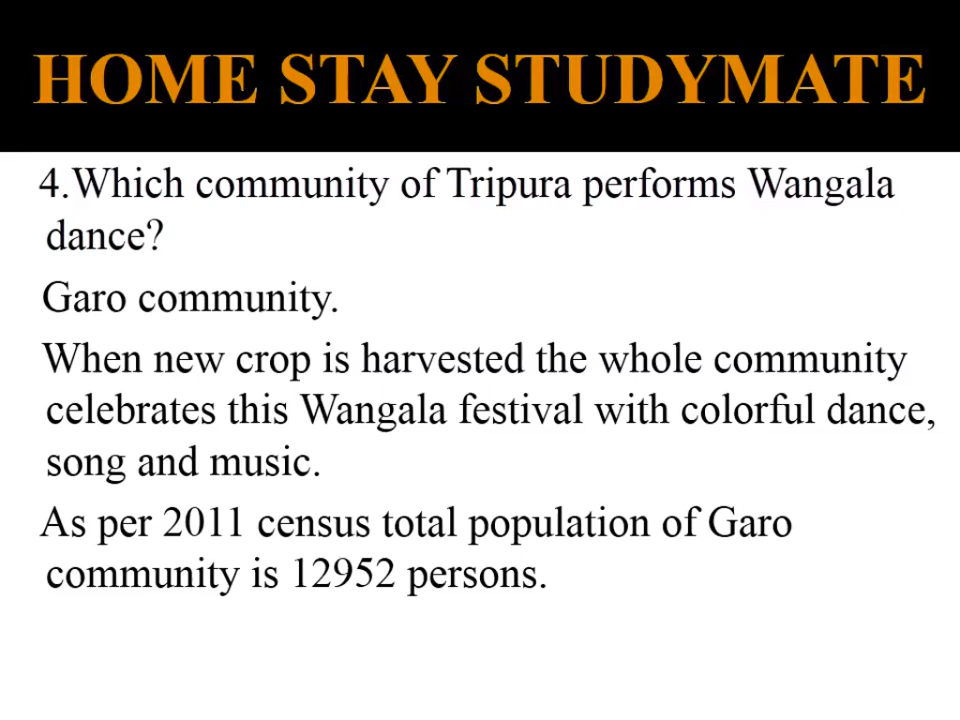 HOME STAY STUDYMATE
4.Which community of Tripura performs Wangala
dance?
Garo community.
When new crop is harvested the whole community
celebrates this Wangala festival with colorful dance,
song and music.
As per 2011 census total population of Garo
community is 12952 persons.